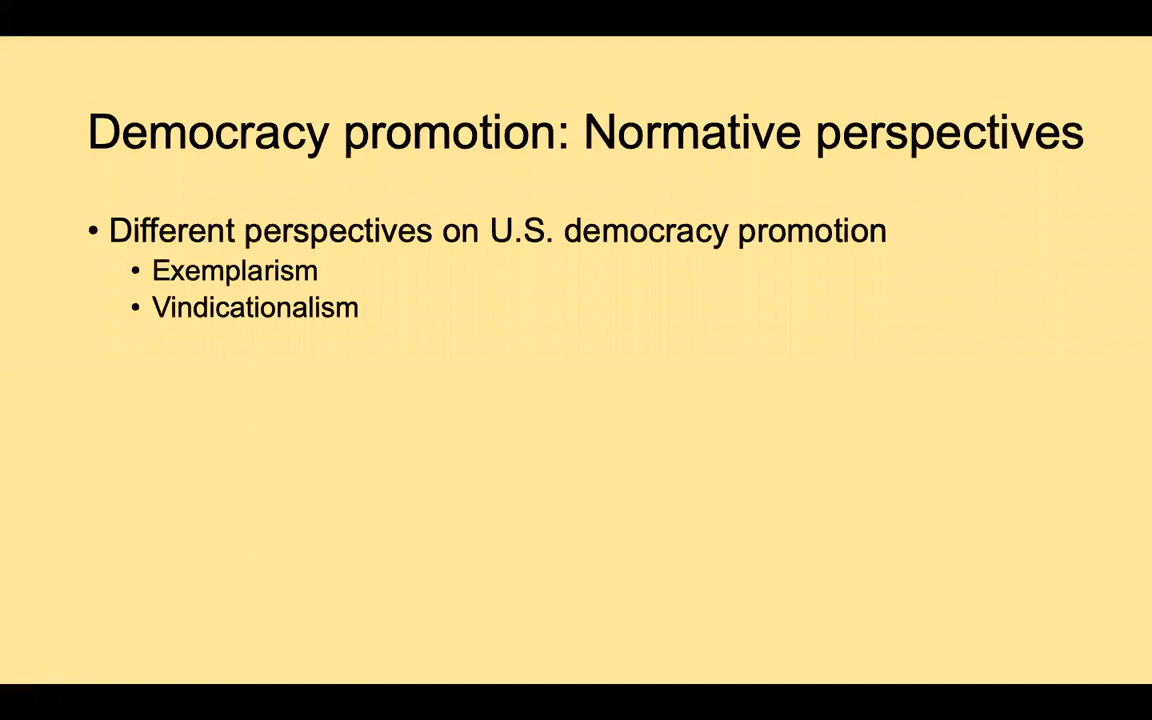 Democracy promotion: Normative perspectives
• Different perspectives on U.S. democracy promotion
• Exemplarism
• Vindicationalism